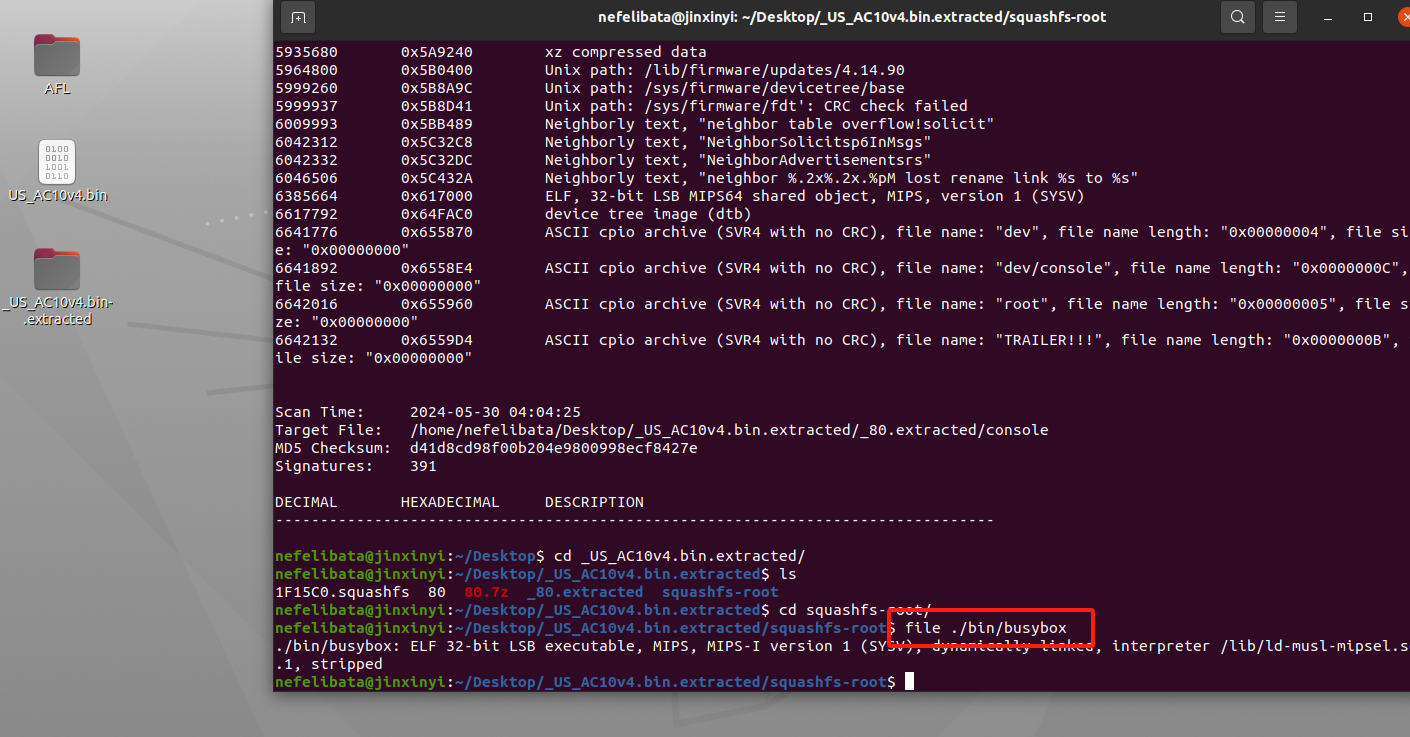 nefelibata@jinxinyi: ~/Desktop/_US_AC10v4.bin.extracted/squashfs-root
AFL
US_AC10v4.bin
_US_AC10v4.bin-
.extracted
5935680 0x5A9240 xz compressed data
5964800 0x5B0400 Unix path: /lib/firmware/updates/4.14.90
5999260 0x5B8A9C Unix path: /sys/firmware/devicetree/base
5999937 0x5B8D41 Unix path: /sys/firmware/fdt': CRC check failed
6009993 0x5BB489 Neighborly text, "neighbor table overflow!solicit"
6042312 0x5C32C8 Neighborly text, "NeighborSolicitsp6InMsgs"
6042332 0x5C32DC Neighborly text, "NeighborAdvertisementsrs"
6046506 0x5C432A Neighborly text, "neighbor %.2x%.2x.%pM lost rename link %s to %s"
6385664 0x617000 ELF, 32-bit LSB MIPS64 shared object, MIPS, version 1 (SYSV)
6617792 0x64FAC0 device tree image (dtb)
6641776 0x655870 ASCII cpio archive (SVR4 with no CRC), file name: "dev", file name length: "0x00000004", file si
e: "0x00000000"
6641892 0x6558E4 ASCII cpio archive (SVR4 with no CRC), file name: "dev/console", file name length: "0x0000000C",
file size: "0x00000000"
6642016 0x655960 ASCII cpio archive (SVR4 with no CRC), file name: "root", file name length: "0x00000005", file s
ze: "0x00000000"
6642132 0x6559D4 ASCII cpio archive (SVR4 with no CRC), file name: "TRAILER!!!", file name length: "0x0000000B",
ile size: "0x00000000"
Scan Time: 2024-05-30 04:04:25
Target File: /home/nefelibata/Desktop/_US_AC10v4.bin.extracted/_80.extracted/console
MD5 Checksum: d41d8cd98f00b204e9800998ecf8427e
Signatures: 391
DECIMAL HEXADECIMAL DESCRIPTION
--------------------------------------------------------------------------------
nefelibata@jinxinyi:~/Desktop$ cd _US_AC10v4.bin.extracted/
nefelibata@jinxinyi:~/Desktop/_US_AC10v4.bin.extracted$ ls
1F15C0.squashfs 80 80.7z _80.extracted squashfs-root
nefelibata@jinxinyi:~/Desktop/_US_AC10v4.bin.extracted$ cd squashfs-root/
nefelibata@jinxinyi:~/Desktop/_US_AC10v4.bin.extracted/squashfs-root$ file ./bin/busybox
./bin/busybox: ELF 32-bit LSB executable, MIPS, MIPS-I version 1 (SYSV), dynamically linked, interpreter /lib/ld-musl-mipsel.s
.1, stripped
nefelibata@jinxinyi:~/Desktop/_US_AC10v4.bin.extracted/squashfs-root$